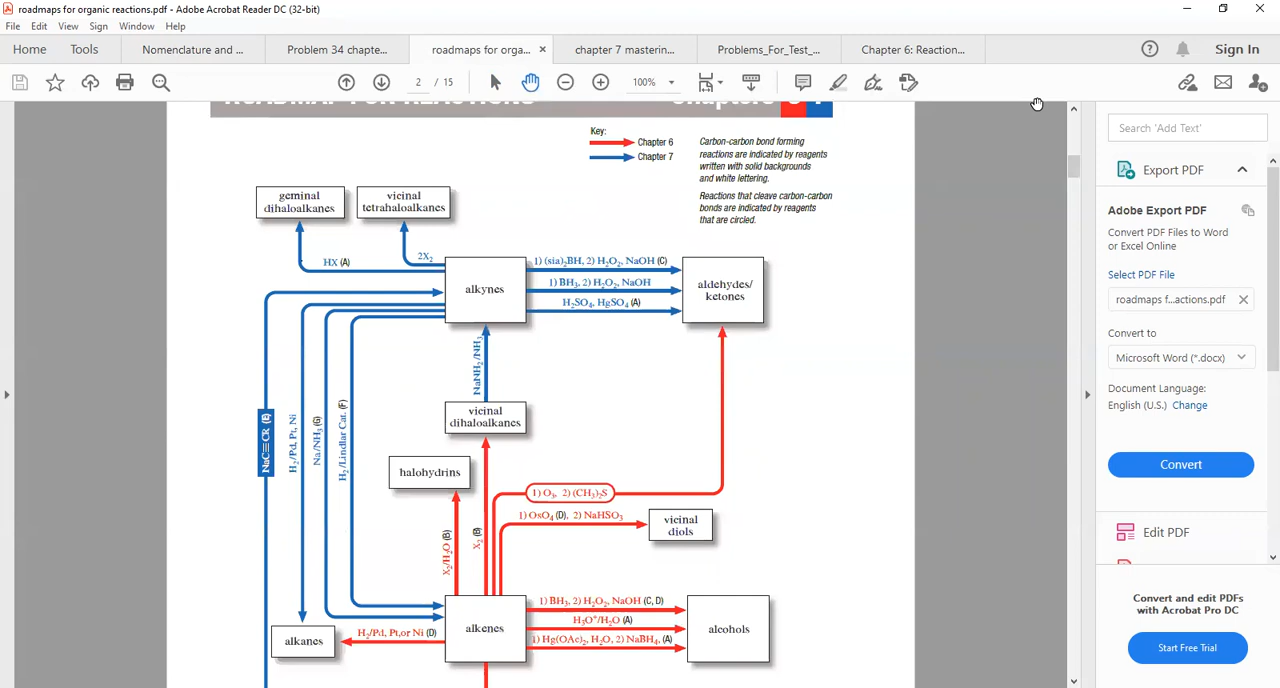 roadmaps for organic reactions.pdf - Adobe Acrobat Reader DC (32-bit)
File Edit View Sign Window Help
Home Tools Nomenclature and ... Problem 34 chapte... roadmaps for orga... × chapter 7 masterin... Problems_For_Test_... Chapter 6: Reaction... Sign In
2 / 15 100%
ROADMAP FOR REACTIONS Chapters 6 7
Key:
Chapter 6
Chapter 7
Carbon-carbon bond forming
reactions are indicated by reagents
written with solid backgrounds
and white lettering.
Reactions that cleave carbon-carbon
bonds are indicated by reagents
that are circled.
geminal
dihaloalkanes
vicinal
tetrahaloalkanes
HX (A)
2X₂
alkynes
1) (sia)₂BH, 2) H₂O₂, NaOH (C)
1) BH₃, 2) H₂O₂, NaOH
H₂SO₄, HgSO₄ (A)
aldehydes/
ketones
NaNH₂/NH₃
vicinal
dihaloalkanes
NaC≡CR (E)
H₂/Pd, Pt, Ni
Na/NH₃ (G)
H₂/Lindlar Cat. (F)
halohydrins
X₂/H₂O (B)
X₂ (B)
1) O₃, 2) (CH₃)₂S
1) OsO₄ (D), 2) NaHSO₃
vicinal
diols
alkanes
H₂/Pd, Pt,or Ni (D)
alkenes
1) BH₃, 2) H₂O₂, NaOH (C, D)
H₃O⁺/H₂O (A)
1) Hg(OAc)₂, H₂O, 2) NaBH₄, (A)
alcohols
Search 'Add Text'
Export PDF
Adobe Export PDF
Convert PDF Files to Word
or Excel Online
Select PDF File
roadmaps f...actions.pdf
Convert to
Microsoft Word (*.docx)
Document Language:
English (U.S.) Change
Convert
Edit PDF
Convert and edit PDFs
with Acrobat Pro DC
Start Free Trial